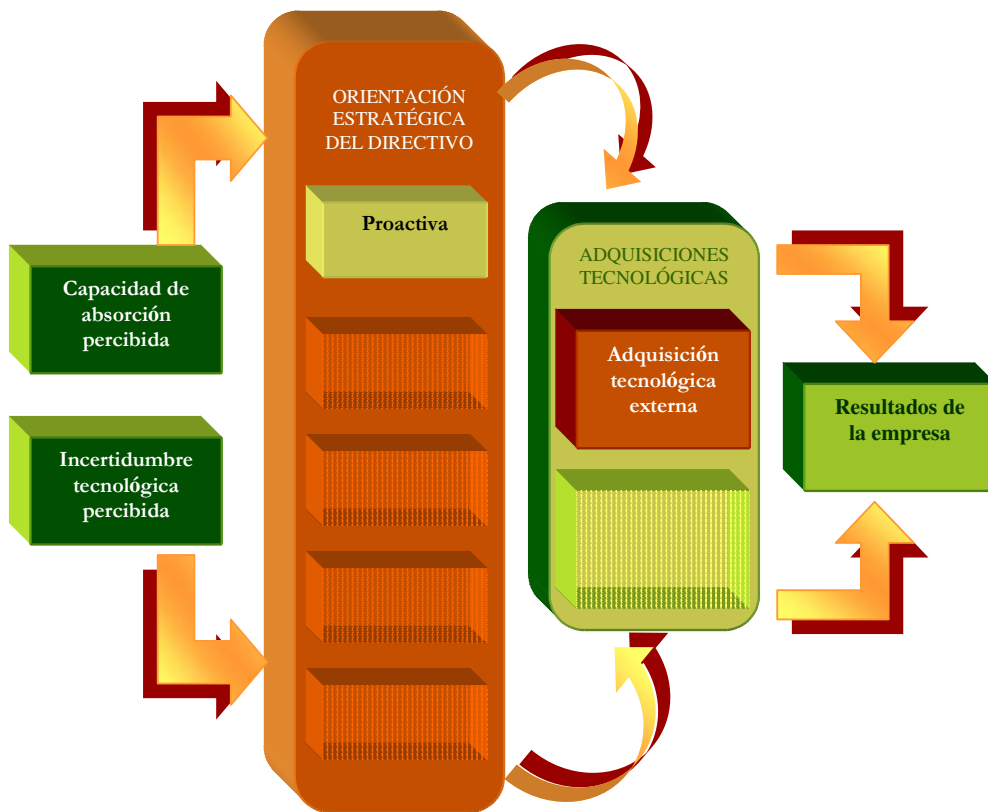 ORIENTACIÓN
ESTRATÉGICA
DEL DIRECTIVO
Proactiva
Capacidad de
absorción
percibida
Incertidumbre
tecnológica
percibida
ADQUISICIONES
TECNOLÓGICAS
Adquisición
tecnológica
externa
Resultados de
la empresa